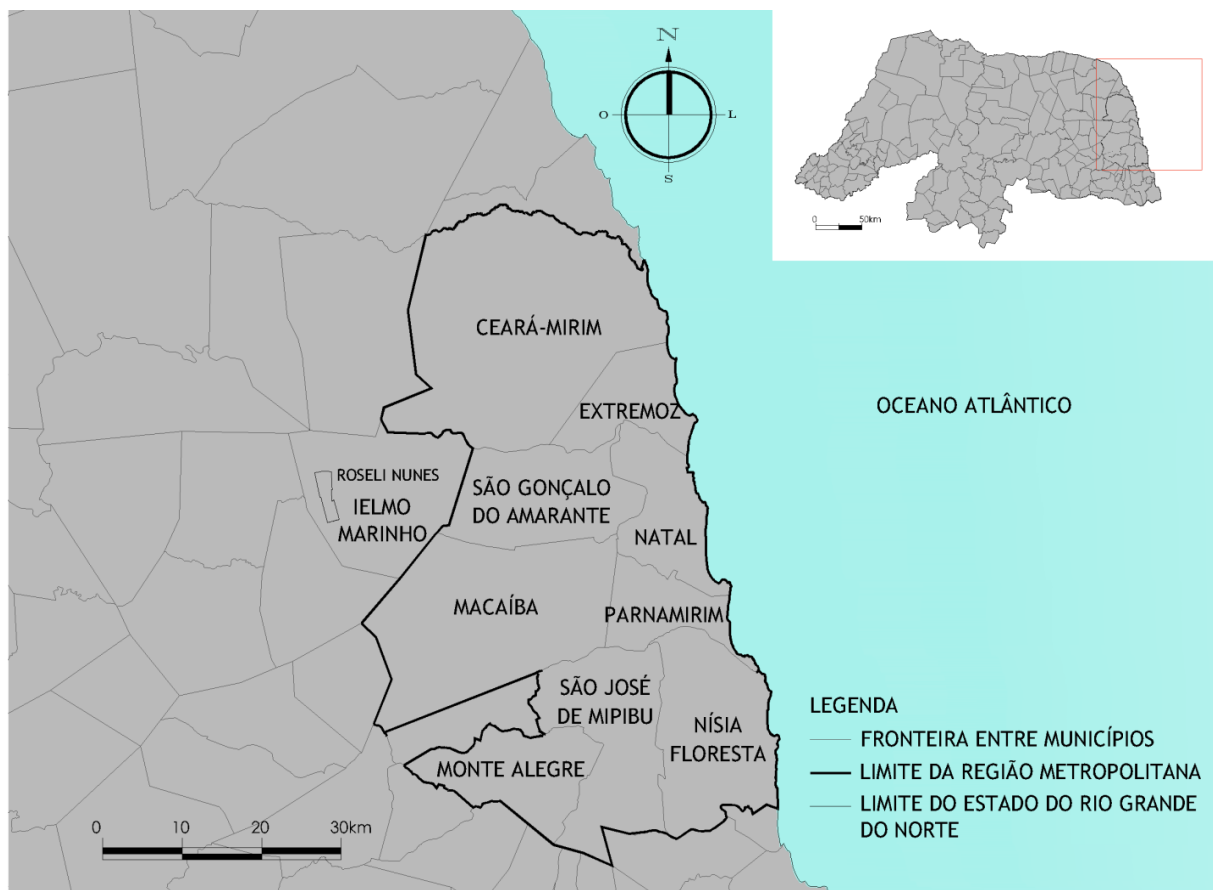 N
O
L
S
0
50km
CEARÁ-MIRIM
EXTREMOZ
OCEANO ATLÂNTICO
ROSELI NUNES
IELMO
MARINHO
SÃO GONÇALO
DO AMARANTE
NATAL
MACAÍBA
PARNAMIRIM
SÃO JOSÉ
DE MIPIBU
NÍSIA
FLORESTA
MONTE ALEGRE
LEGENDA
FRONTEIRA ENTRE MUNICÍPIOS
LIMITE DA REGIÃO METROPOLITANA
LIMITE DO ESTADO DO RIO GRANDE
DO NORTE
0 10 20 30km